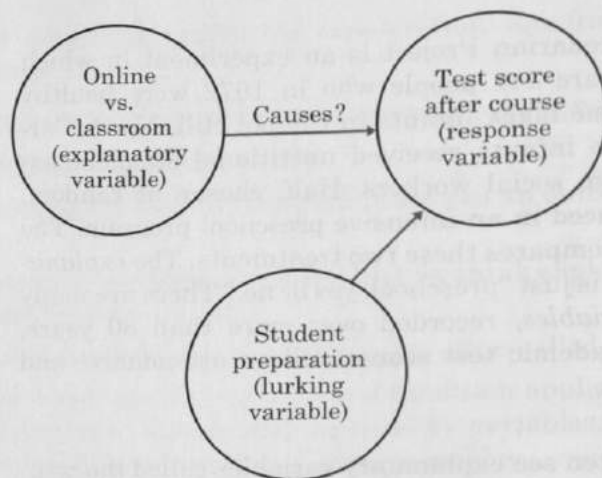 Online
vs.
classroom
(explanatory
variable)
Causes?
Test score
after course
(response
variable)
Student
preparation
(lurking
variable)